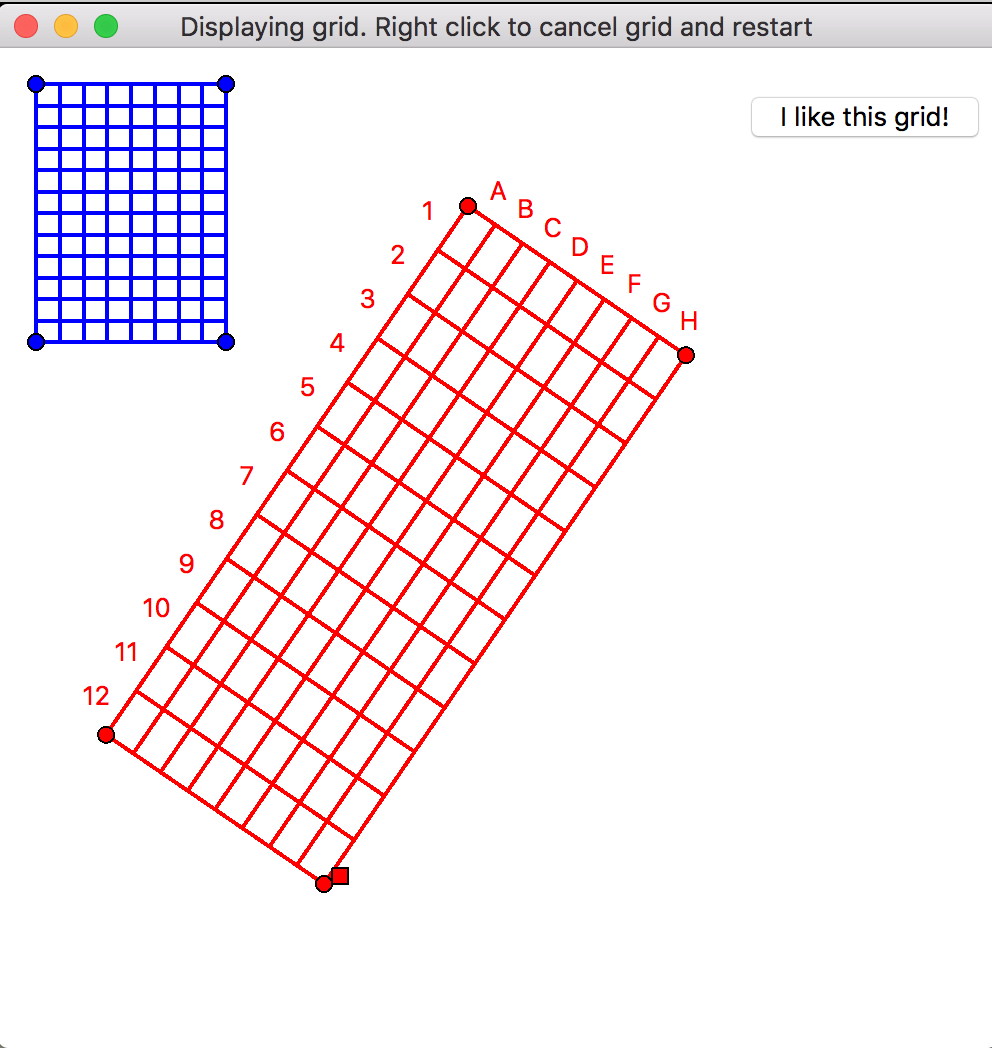 Displaying grid. Right click to cancel grid and restart
I like this grid!
A
B
C
D
E
F
G
H
1
2
3
4
5
6
7
8
9
10
11
12